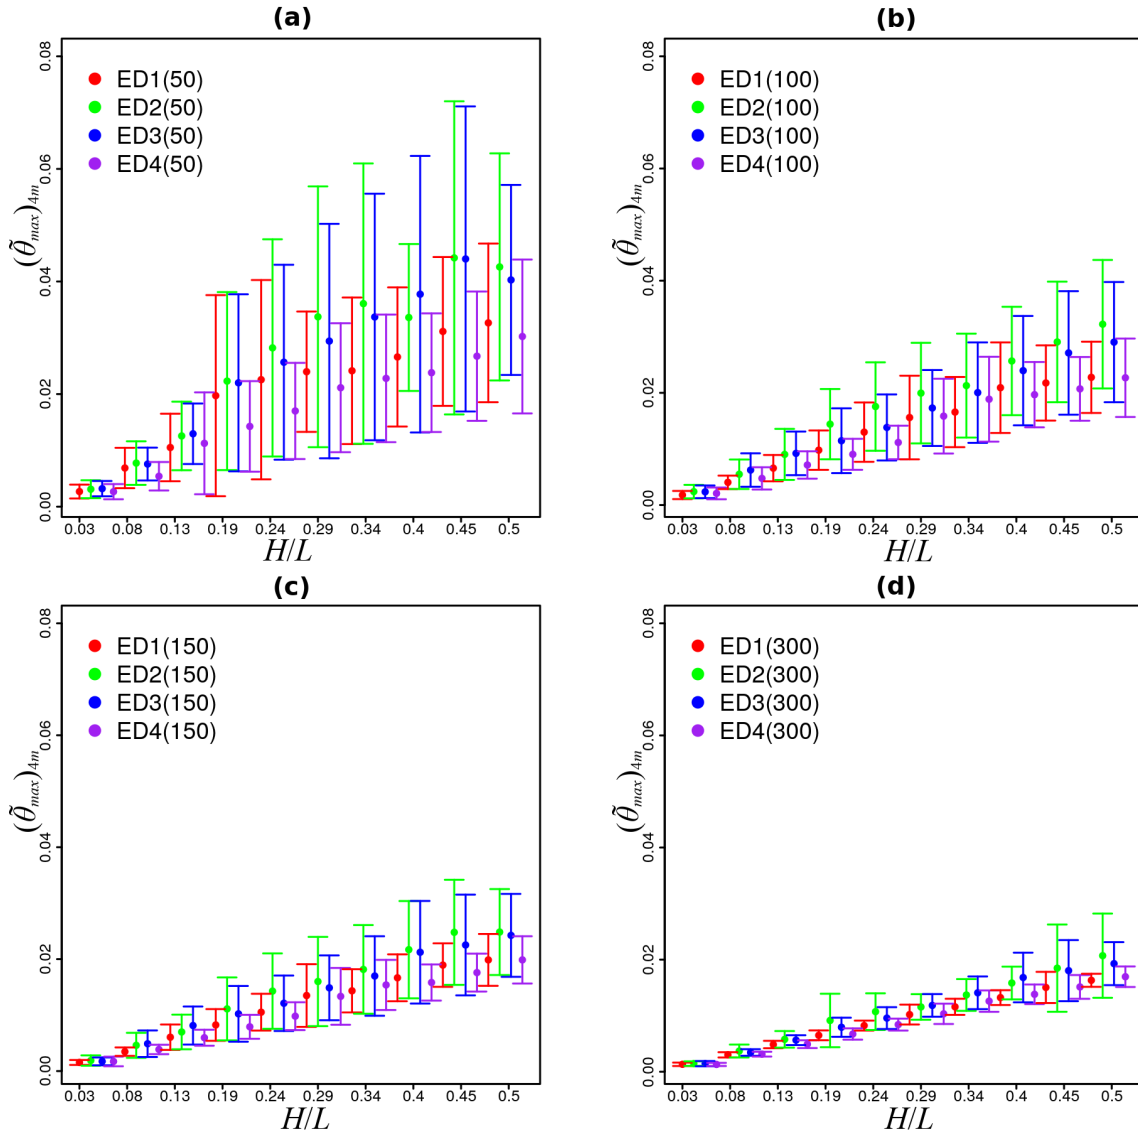 (a)
0.08
0.06
0.04
0.02
0.00
(θ̃max)4m
ED1(50)
ED2(50)
ED3(50)
ED4(50)
0.03 0.08 0.13 0.19 0.24 0.29 0.34 0.4 0.45 0.5
H/L
(b)
0.08
0.06
0.04
0.02
0.00
(θ̃max)4m
ED1(100)
ED2(100)
ED3(100)
ED4(100)
0.03 0.08 0.13 0.19 0.24 0.29 0.34 0.4 0.45 0.5
H/L
(c)
0.08
0.06
0.04
0.02
0.00
(θ̃max)4m
ED1(150)
ED2(150)
ED3(150)
ED4(150)
0.03 0.08 0.13 0.19 0.24 0.29 0.34 0.4 0.45 0.5
H/L
(d)
0.08
0.06
0.04
0.02
0.00
(θ̃max)4m
ED1(300)
ED2(300)
ED3(300)
ED4(300)
0.03 0.08 0.13 0.19 0.24 0.29 0.34 0.4 0.45 0.5
H/L